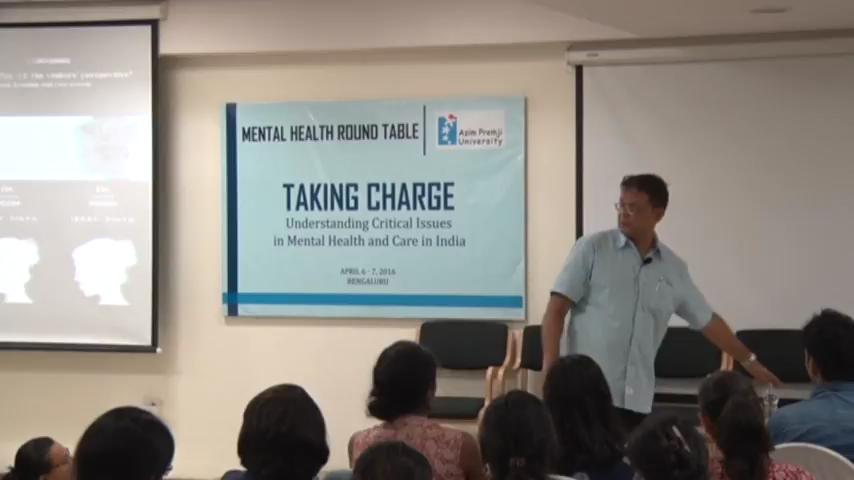 MENTAL HEALTH ROUND TABLE
Azim Premji
University
TAKING CHARGE
Understanding Critical Issues
in Mental Health and Care in India
APRIL 6 - 7, 2016
BENGALURU